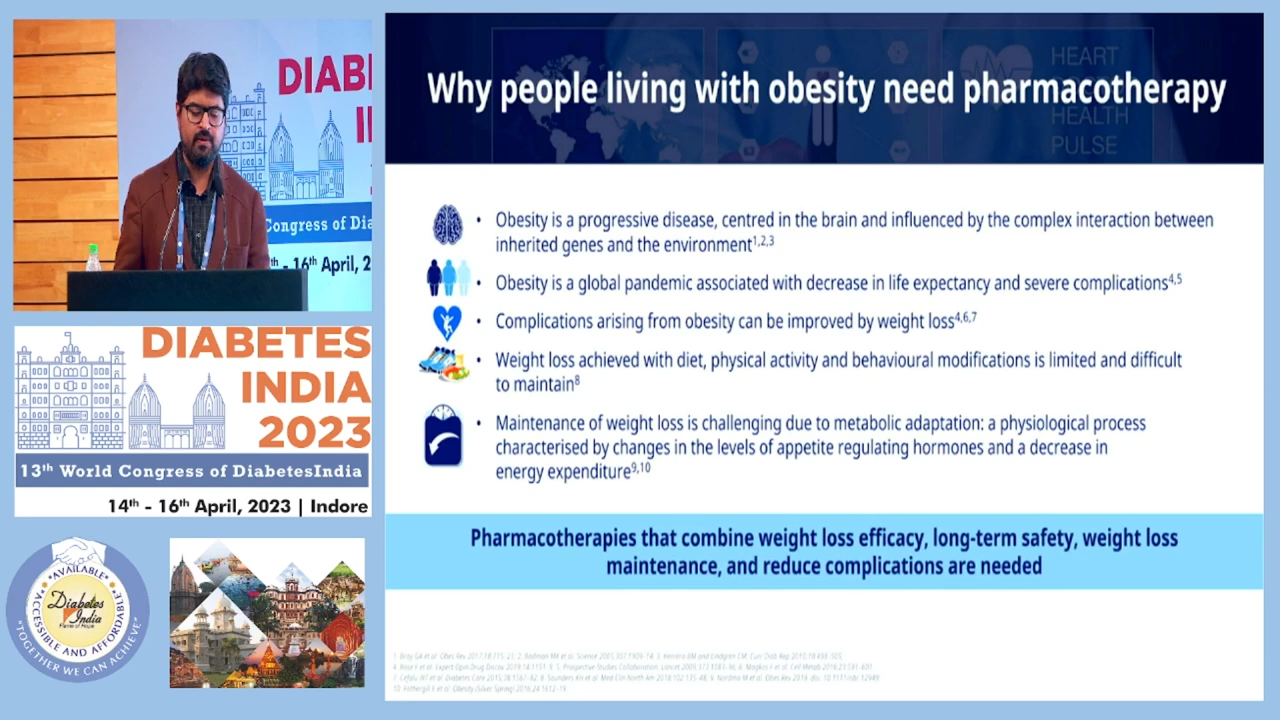 DIAB
I
Congress of Dia
th - 16th April, 2
DIABETES
INDIA
2023
13th World Congress of DiabetesIndia
14th - 16th April, 2023 | Indore
"AVAILABLE"
"ACCESSIBLE AND AFFORDABLE"
Diabetes
India
"TOGETHER WE CAN ACHIEVE"
HEART
HEALTH
PULSE
Why people living with obesity need pharmacotherapy
• Obesity is a progressive disease, centred in the brain and influenced by the complex interaction between
inherited genes and the environment1,2,3
• Obesity is a global pandemic associated with decrease in life expectancy and severe complications4,5
• Complications arising from obesity can be improved by weight loss4,6,7
• Weight loss achieved with diet, physical activity and behavioural modifications is limited and difficult
to maintain8
• Maintenance of weight loss is challenging due to metabolic adaptation: a physiological process
characterised by changes in the levels of appetite regulating hormones and a decrease in
energy expenditure9,10
Pharmacotherapies that combine weight loss efficacy, long-term safety, weight loss
maintenance, and reduce complications are needed